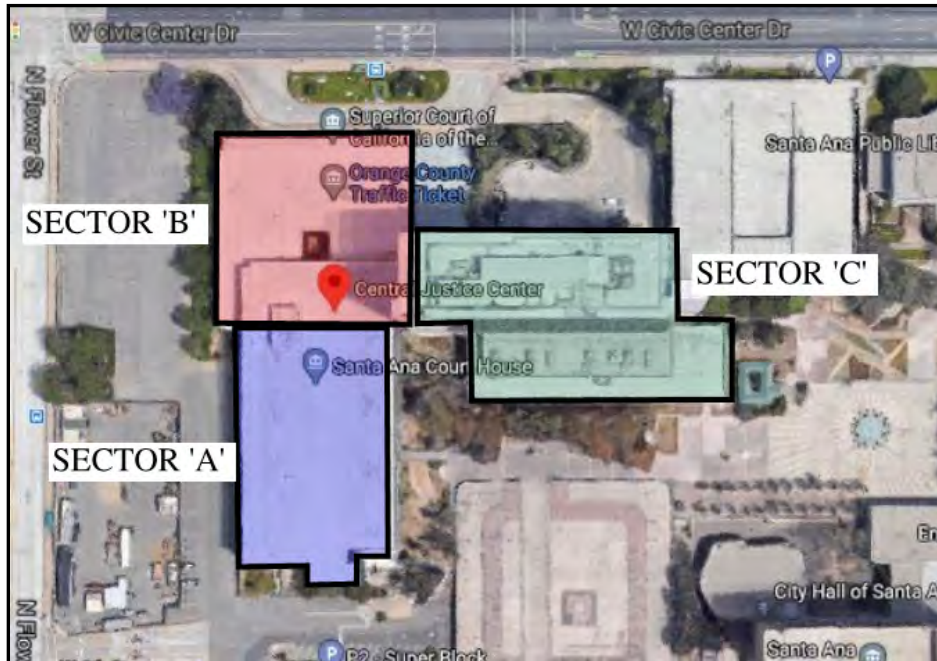 W Civic Center Dr
W Civic Center Dr
N Flower St
P
Superior Court of
California of the...
Santa Ana Public Lib
Orange County
Traffic Ticket
SECTOR 'B'
SECTOR 'C'
Central Justice Center
Santa Ana Court House
SECTOR 'A'
En
City Hall of Santa A
N Flow
P
P2 - Super Block
Santa Ana